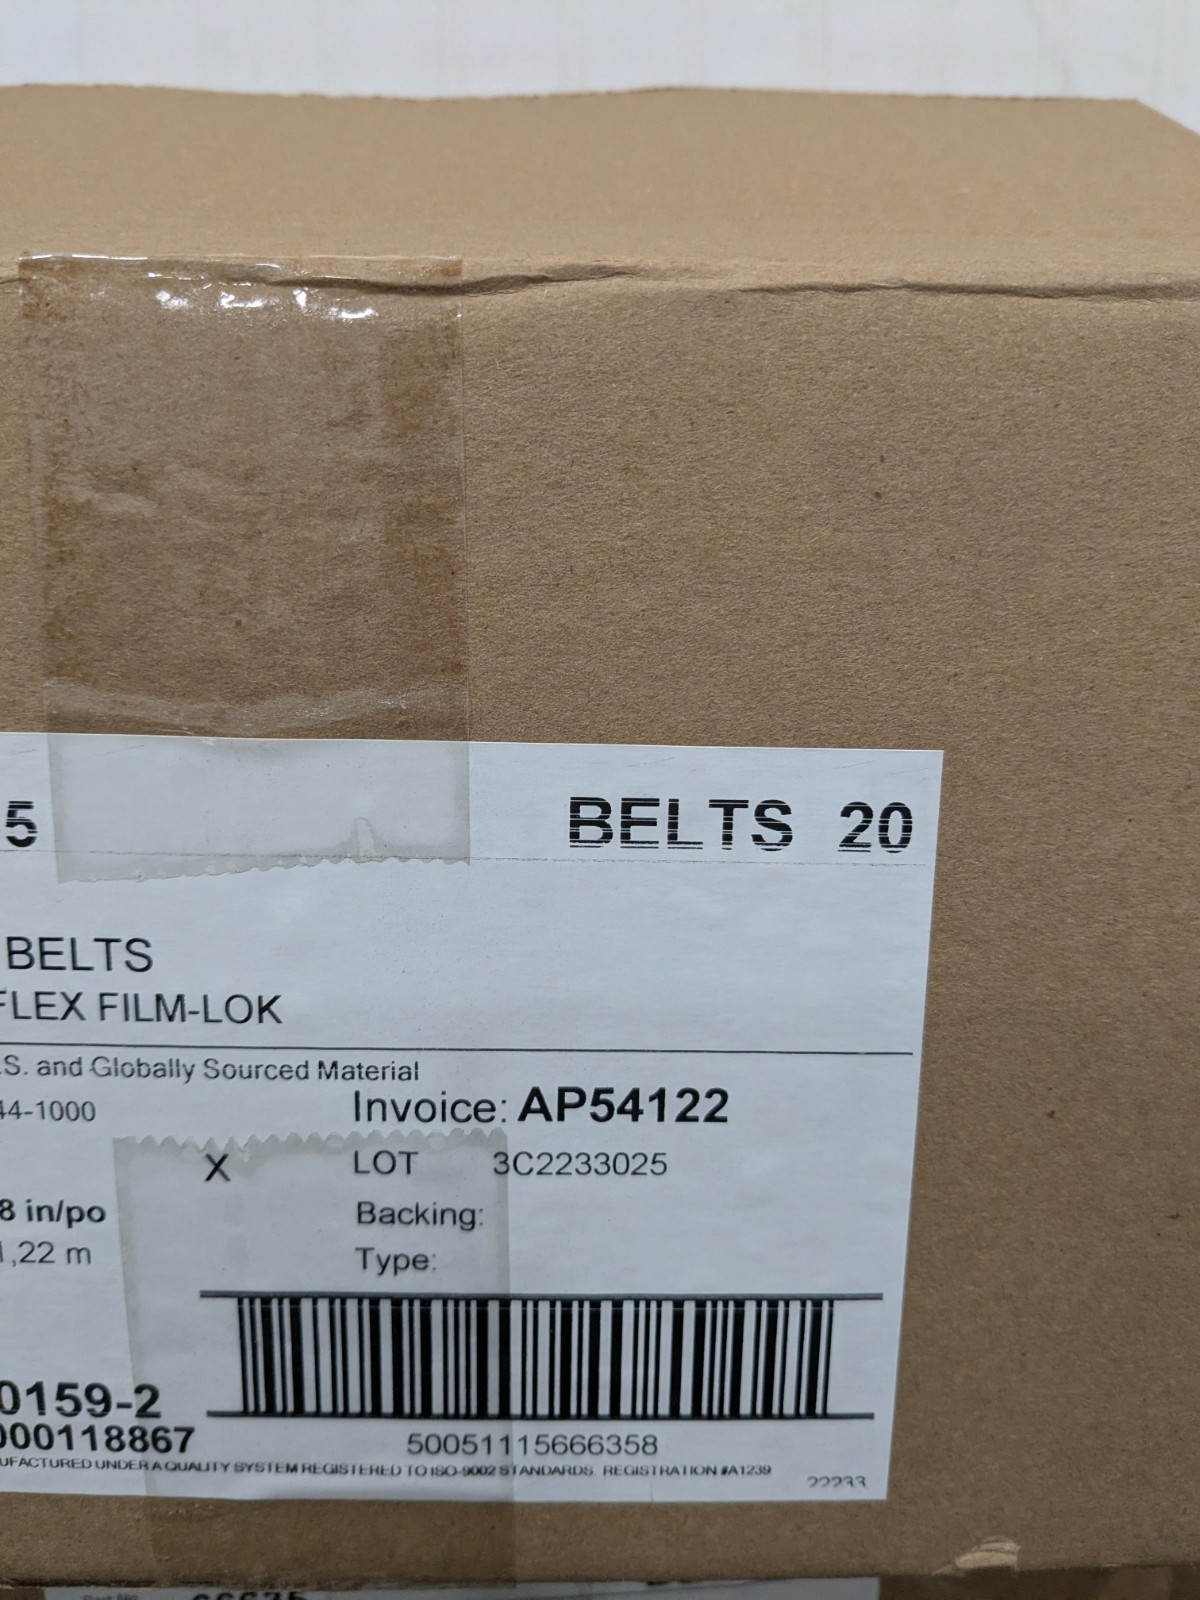 5 BELTS 20
BELTS
FLEX FILM-LOK
.S. and Globally Sourced Material
44-1000 Invoice: AP54122
X LOT 3C2233025
8 in/po Backing:
1,22 m Type:
0159-2
000118867 50051115666358
UFACTURED UNDER A QUALITY SYSTEM REGISTERED TO ISO-9002 STANDARDS. REGISTRATION #A1239
22233